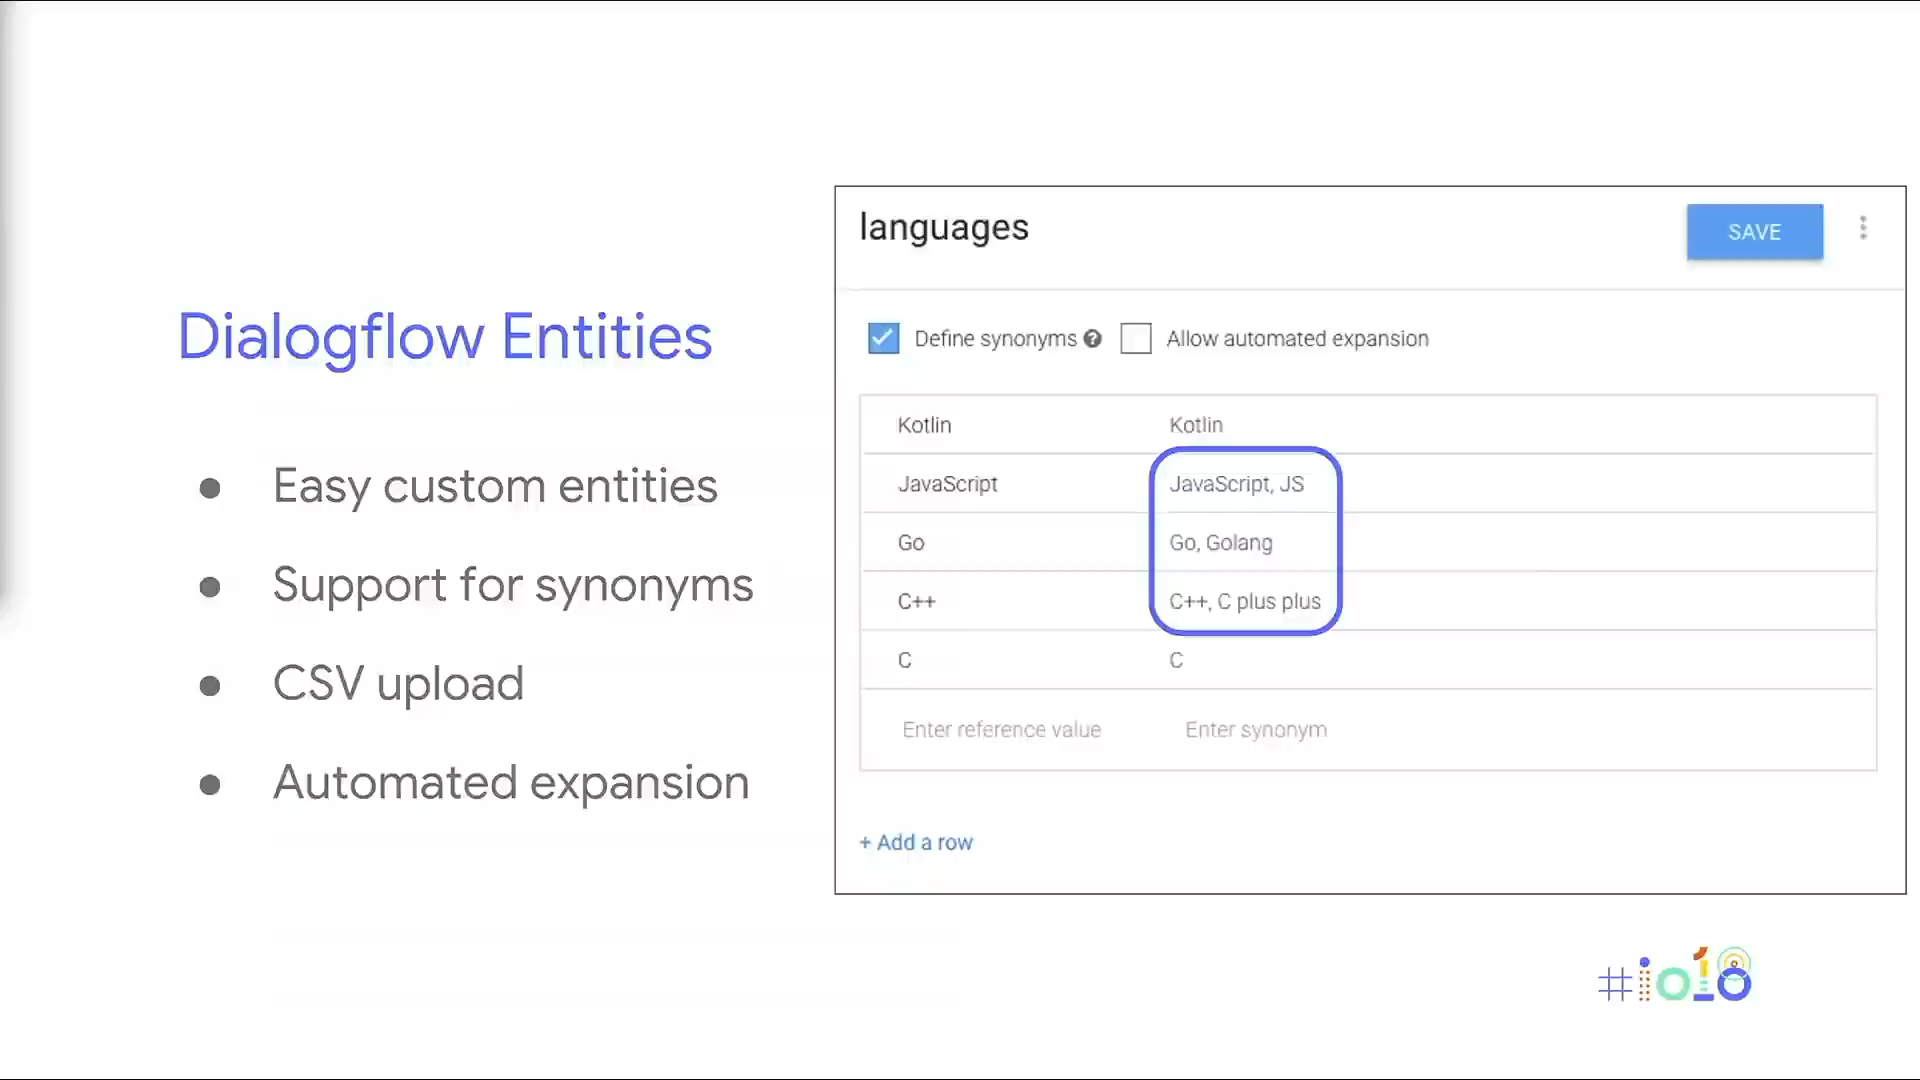 Dialogflow Entities
• Easy custom entities
• Support for synonyms
• CSV upload
• Automated expansion
languages
SAVE
Define synonyms ? Allow automated expansion
Kotlin Kotlin
JavaScript JavaScript, JS
Go Go, Golang
C++ C++, C plus plus
C C
Enter reference value Enter synonym
+ Add a row
#io18